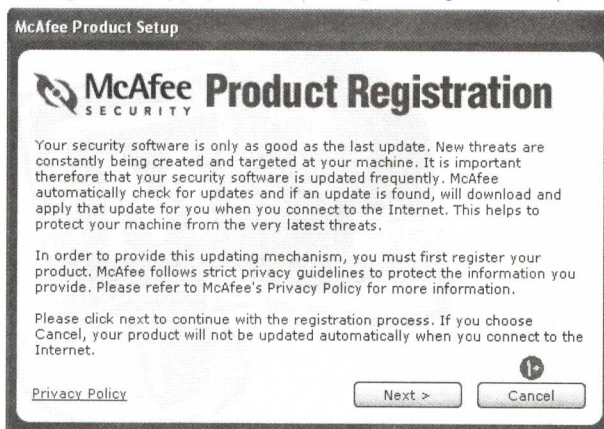 McAfee Product Setup
McAfee SECURITY Product Registration
Your security software is only as good as the last update. New threats are
constantly being created and targeted at your machine. It is important
therefore that your security software is updated frequently. McAfee
automatically check for updates and if an update is found, will download and
apply that update for you when you connect to the Internet. This helps to
protect your machine from the very latest threats.
In order to provide this updating mechanism, you must first register your
product. McAfee follows strict privacy guidelines to protect the information you
provide. Please refer to McAfee's Privacy Policy for more information.
Please click next to continue with the registration process. If you choose
Cancel, your product will not be updated automatically when you connect to the
Internet.
1
Privacy Policy Next > Cancel